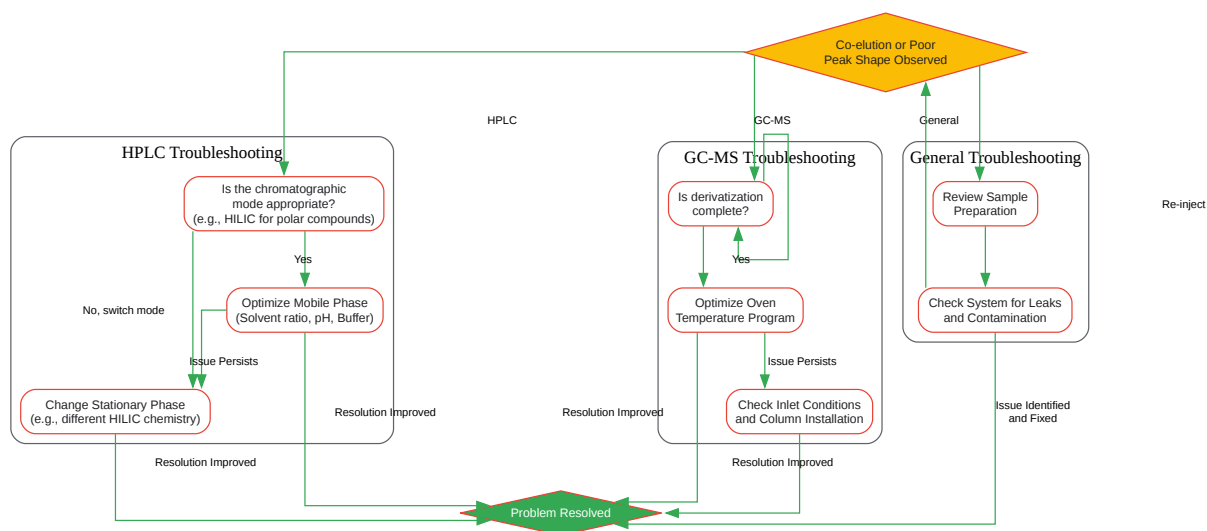 Co-elution or Poor
Peak Shape Observed
HPLC
GC-MS
General
HPLC Troubleshooting
GC-MS Troubleshooting
General Troubleshooting
Is the chromatographic
mode appropriate?
(e.g., HILIC for polar compounds)
Is derivatization
complete?
Review Sample
Preparation
Re-inject
Yes
Yes
No, switch mode
Optimize Mobile Phase
(Solvent ratio, pH, Buffer)
Optimize Oven
Temperature Program
Check System for Leaks
and Contamination
Issue Persists
Issue Persists
Change Stationary Phase
(e.g., different HILIC chemistry)
Resolution Improved
Resolution Improved
Check Inlet Conditions
and Column Installation
Issue Identified
and Fixed
Resolution Improved
Resolution Improved
Problem Resolved